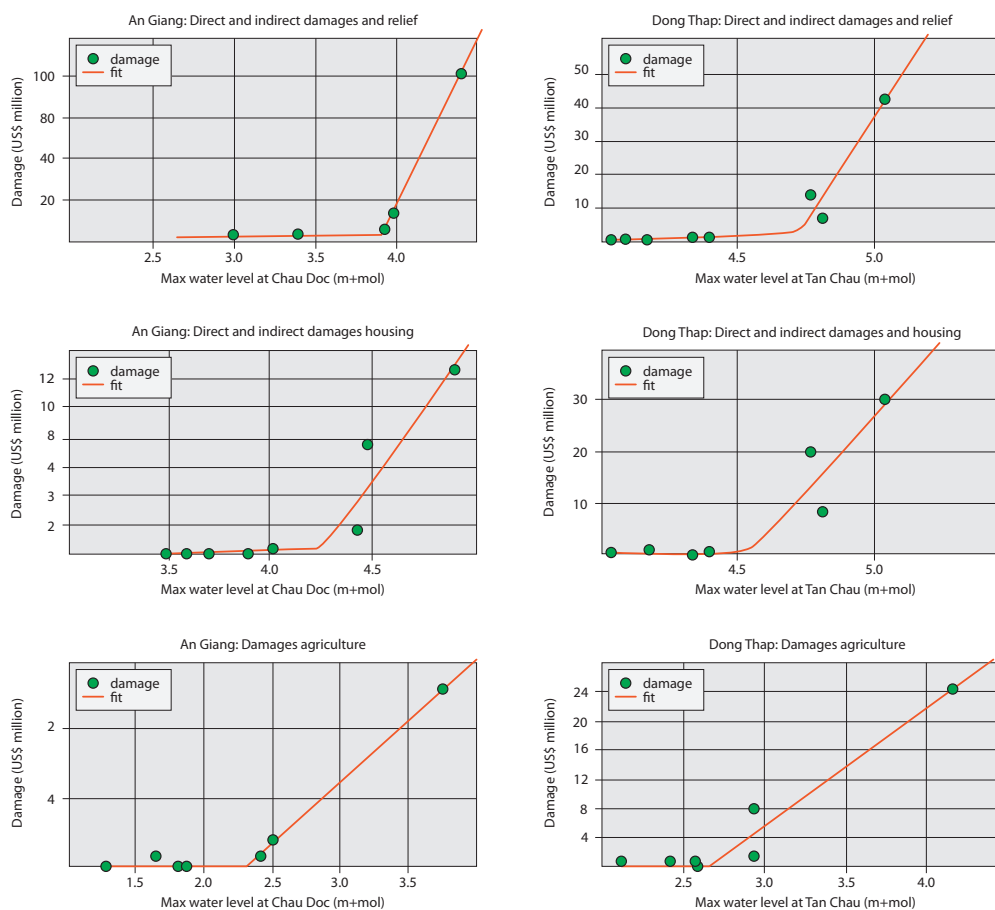 An Giang: Direct and indirect damages and relief
damage
fit
Damage (US$ million)
100
80
40
20
2.5 3.0 3.5 4.0
Max water level at Chau Doc (m+mol)
Dong Thap: Direct and indirect damages and relief
damage
fit
Damage (US$ million)
50
40
30
20
10
4.5 5.0
Max water level at Tan Chau (m+mol)
An Giang: Direct and indirect damages housing
damage
fit
Damage (US$ million)
12
10
8
4
3
2
3.5 4.0 4.5
Max water level at Chau Doc (m+mol)
Dong Thap: Direct and indirect damages and housing
damage
fit
Damage (US$ million)
30
20
10
4.5 5.0
Max water level at Tan Chau (m+mol)
An Giang: Damages agriculture
damage
fit
Damage (US$ million)
2
4
1.5 2.0 2.5 3.0 3.5
Max water level at Chau Doc (m+mol)
Dong Thap: Damages agriculture
damage
fit
Damage (US$ million)
24
20
16
12
8
4
2.5 3.0 3.5 4.0
Max water level at Tan Chau (m+mol)